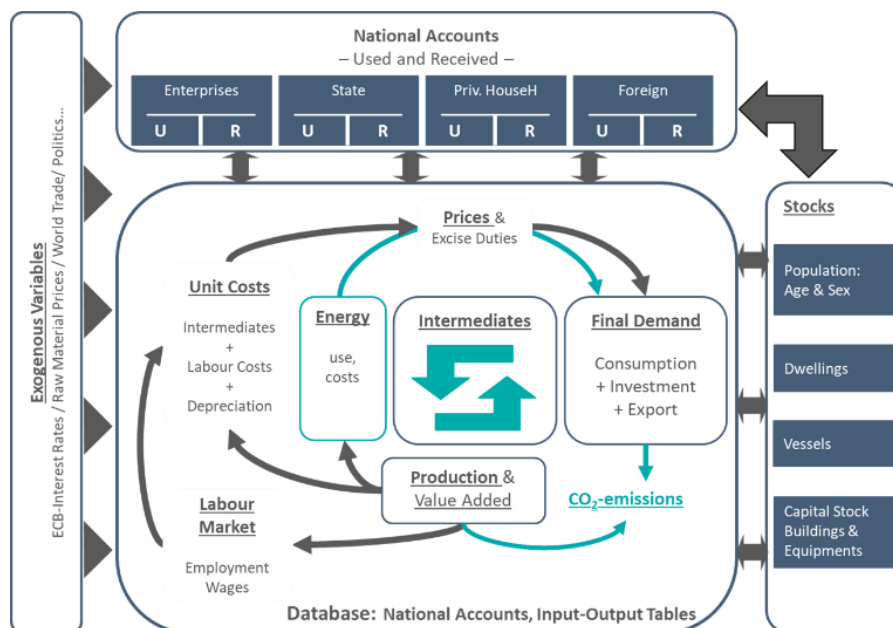 National Accounts
– Used and Received –
Enterprises
U
R
State
U
R
Priv. HouseH
U
R
Foreign
U
R
Exogenous Variables
ECB-Interest Rates / Raw Material Prices / World Trade/ Politics...
Prices &
Excise Duties
Unit Costs
Intermediates
+
Labour Costs
+
Depreciation
Energy
use,
costs
Intermediates
Final Demand
Consumption
+ Investment
+ Export
Production &
Value Added
CO₂-emissions
Labour
Market
Employment
Wages
Database: National Accounts, Input-Output Tables
Stocks
Population:
Age & Sex
Dwellings
Vessels
Capital Stock
Buildings &
Equipments